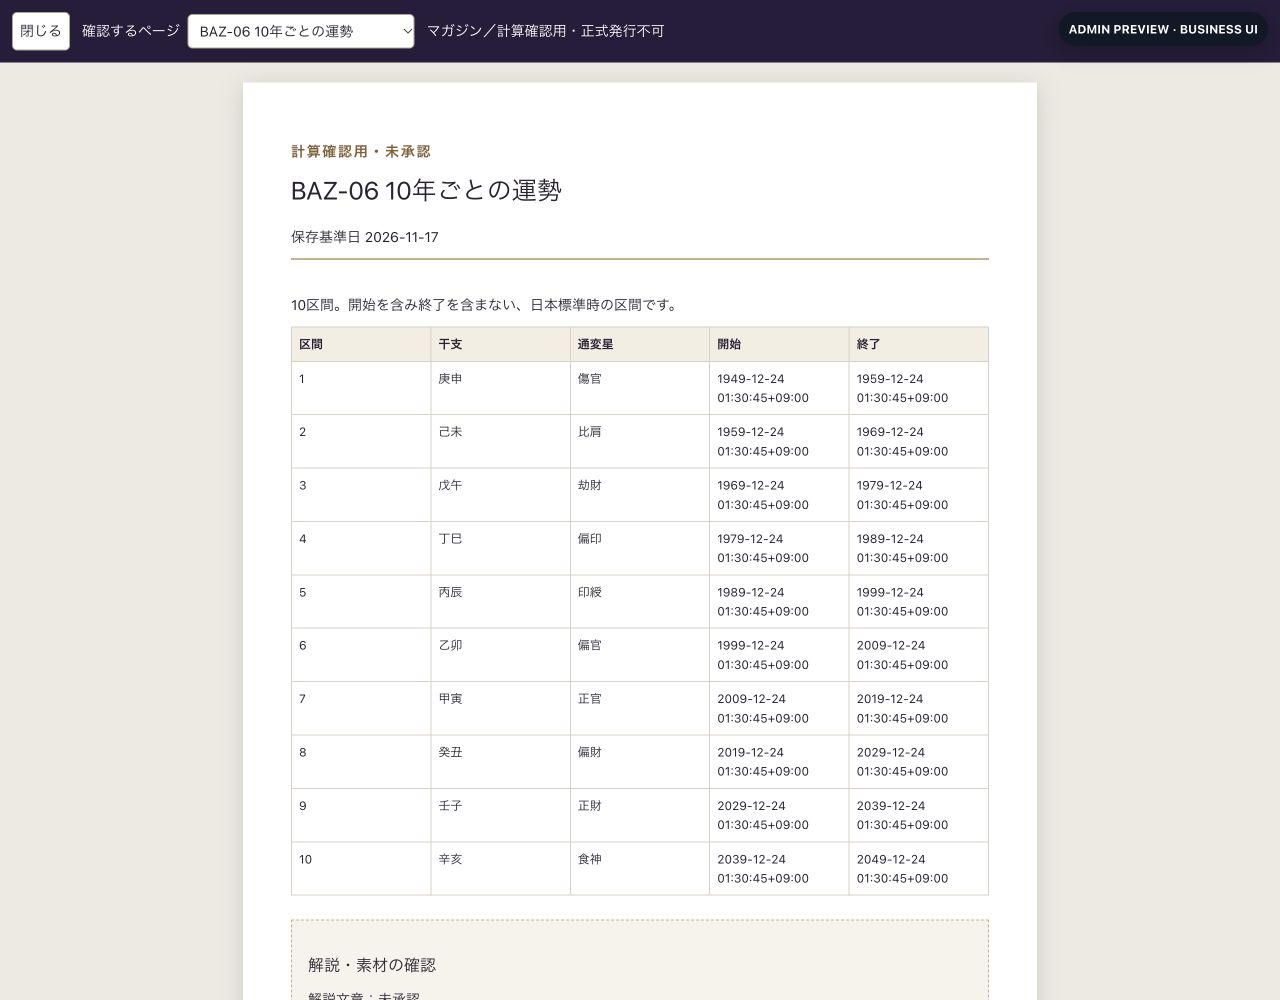 閉じる 確認するページ BAZ-06 10年ごとの運勢 マガジン／計算確認用・正式発行不可 ADMIN PREVIEW · BUSINESS UI
計算確認用・未承認
BAZ-06 10年ごとの運勢
保存基準日 2026-11-17
10区間。開始を含み終了を含まない、日本標準時の区間です。
区間 干支 通変星 開始 終了
1 庚申 傷官 1949-12-24 1959-12-24
01:30:45+09:00 01:30:45+09:00
2 己未 比肩 1959-12-24 1969-12-24
01:30:45+09:00 01:30:45+09:00
3 戊午 劫財 1969-12-24 1979-12-24
01:30:45+09:00 01:30:45+09:00
4 丁巳 偏印 1979-12-24 1989-12-24
01:30:45+09:00 01:30:45+09:00
5 丙辰 印綬 1989-12-24 1999-12-24
01:30:45+09:00 01:30:45+09:00
6 乙卯 偏官 1999-12-24 2009-12-24
01:30:45+09:00 01:30:45+09:00
7 甲寅 正官 2009-12-24 2019-12-24
01:30:45+09:00 01:30:45+09:00
8 癸丑 偏財 2019-12-24 2029-12-24
01:30:45+09:00 01:30:45+09:00
9 壬子 正財 2029-12-24 2039-12-24
01:30:45+09:00 01:30:45+09:00
10 辛亥 食神 2039-12-24 2049-12-24
01:30:45+09:00 01:30:45+09:00
解説・素材の確認
解説文章：未承認